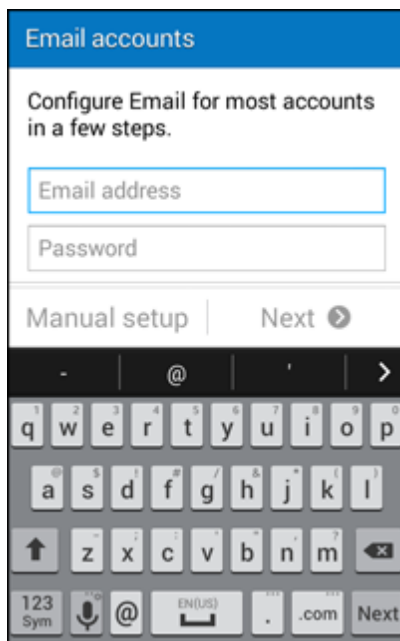 Email accounts
Configure Email for most accounts
in a few steps.
Email address
Password
Manual setup Next
- @ '
1 2 3 4 5 6 7 8 9 0
q w e r t y u i o p
@ $ ! # / & * ( )
a s d f g h j k l
z x c v b n m
123 EN(US)
Sym @ . .com Next